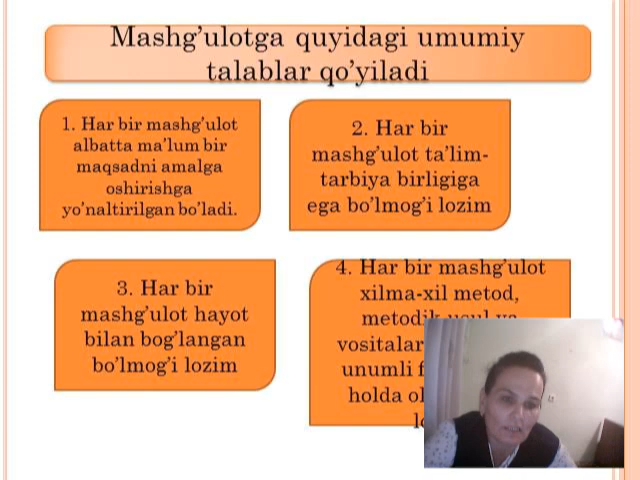 Mashg’ulotga quyidagi umumiy
talablar qo’yiladi
1. Har bir mashg’ulot
albatta ma’lum bir
maqsadni amalga
oshirishga
yo’naltirilgan bo’ladi.
2. Har bir
mashg’ulot ta’lim-
tarbiya birligiga
ega bo’lmog’i lozim
3. Har bir
mashg’ulot hayot
bilan bog’langan
bo’lmog’i lozim
4. Har bir mashg’ulot
xilma-xil metod,
metodik usul va
vositalar
unumli
holda